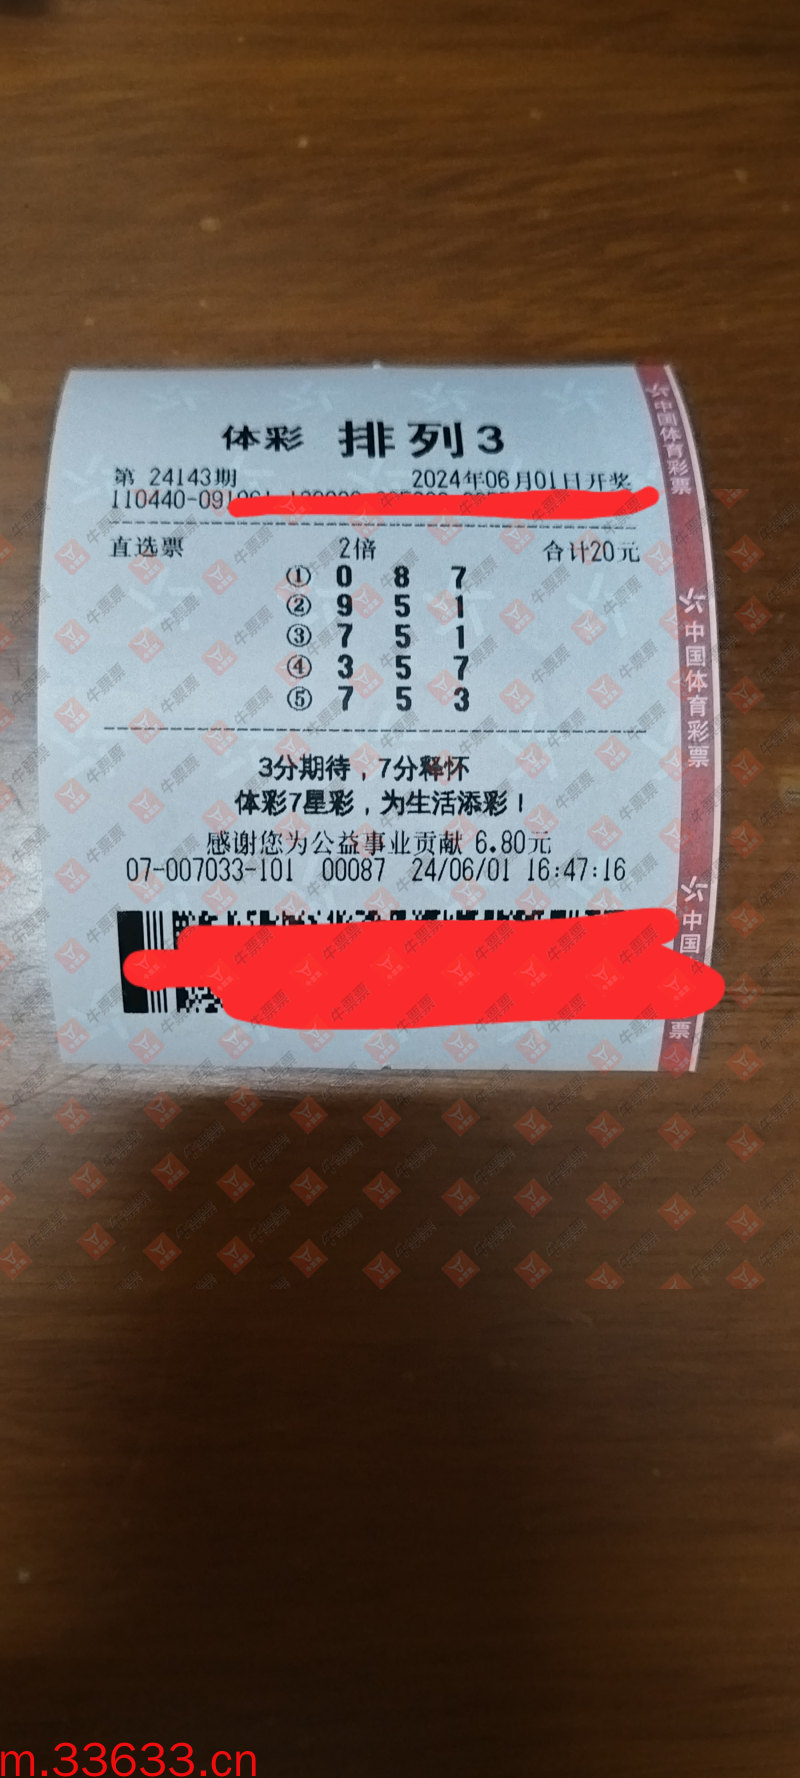 体彩 排列3
第 24143期 2024年06月01日开奖
110440-091
直选票 2倍 合计20元
① 0 8 7
② 9 5 1
③ 7 5 1
④ 3 5 7
⑤ 7 5 3
3分期待，7分释怀
体彩7星彩，为生活添彩！
感谢您为公益事业贡献 6.80元
07-007033-101 00087 24/06/01 16:47:16
中国体育彩票
中国体育彩票
中国
票
牛票票
m.33633.cn